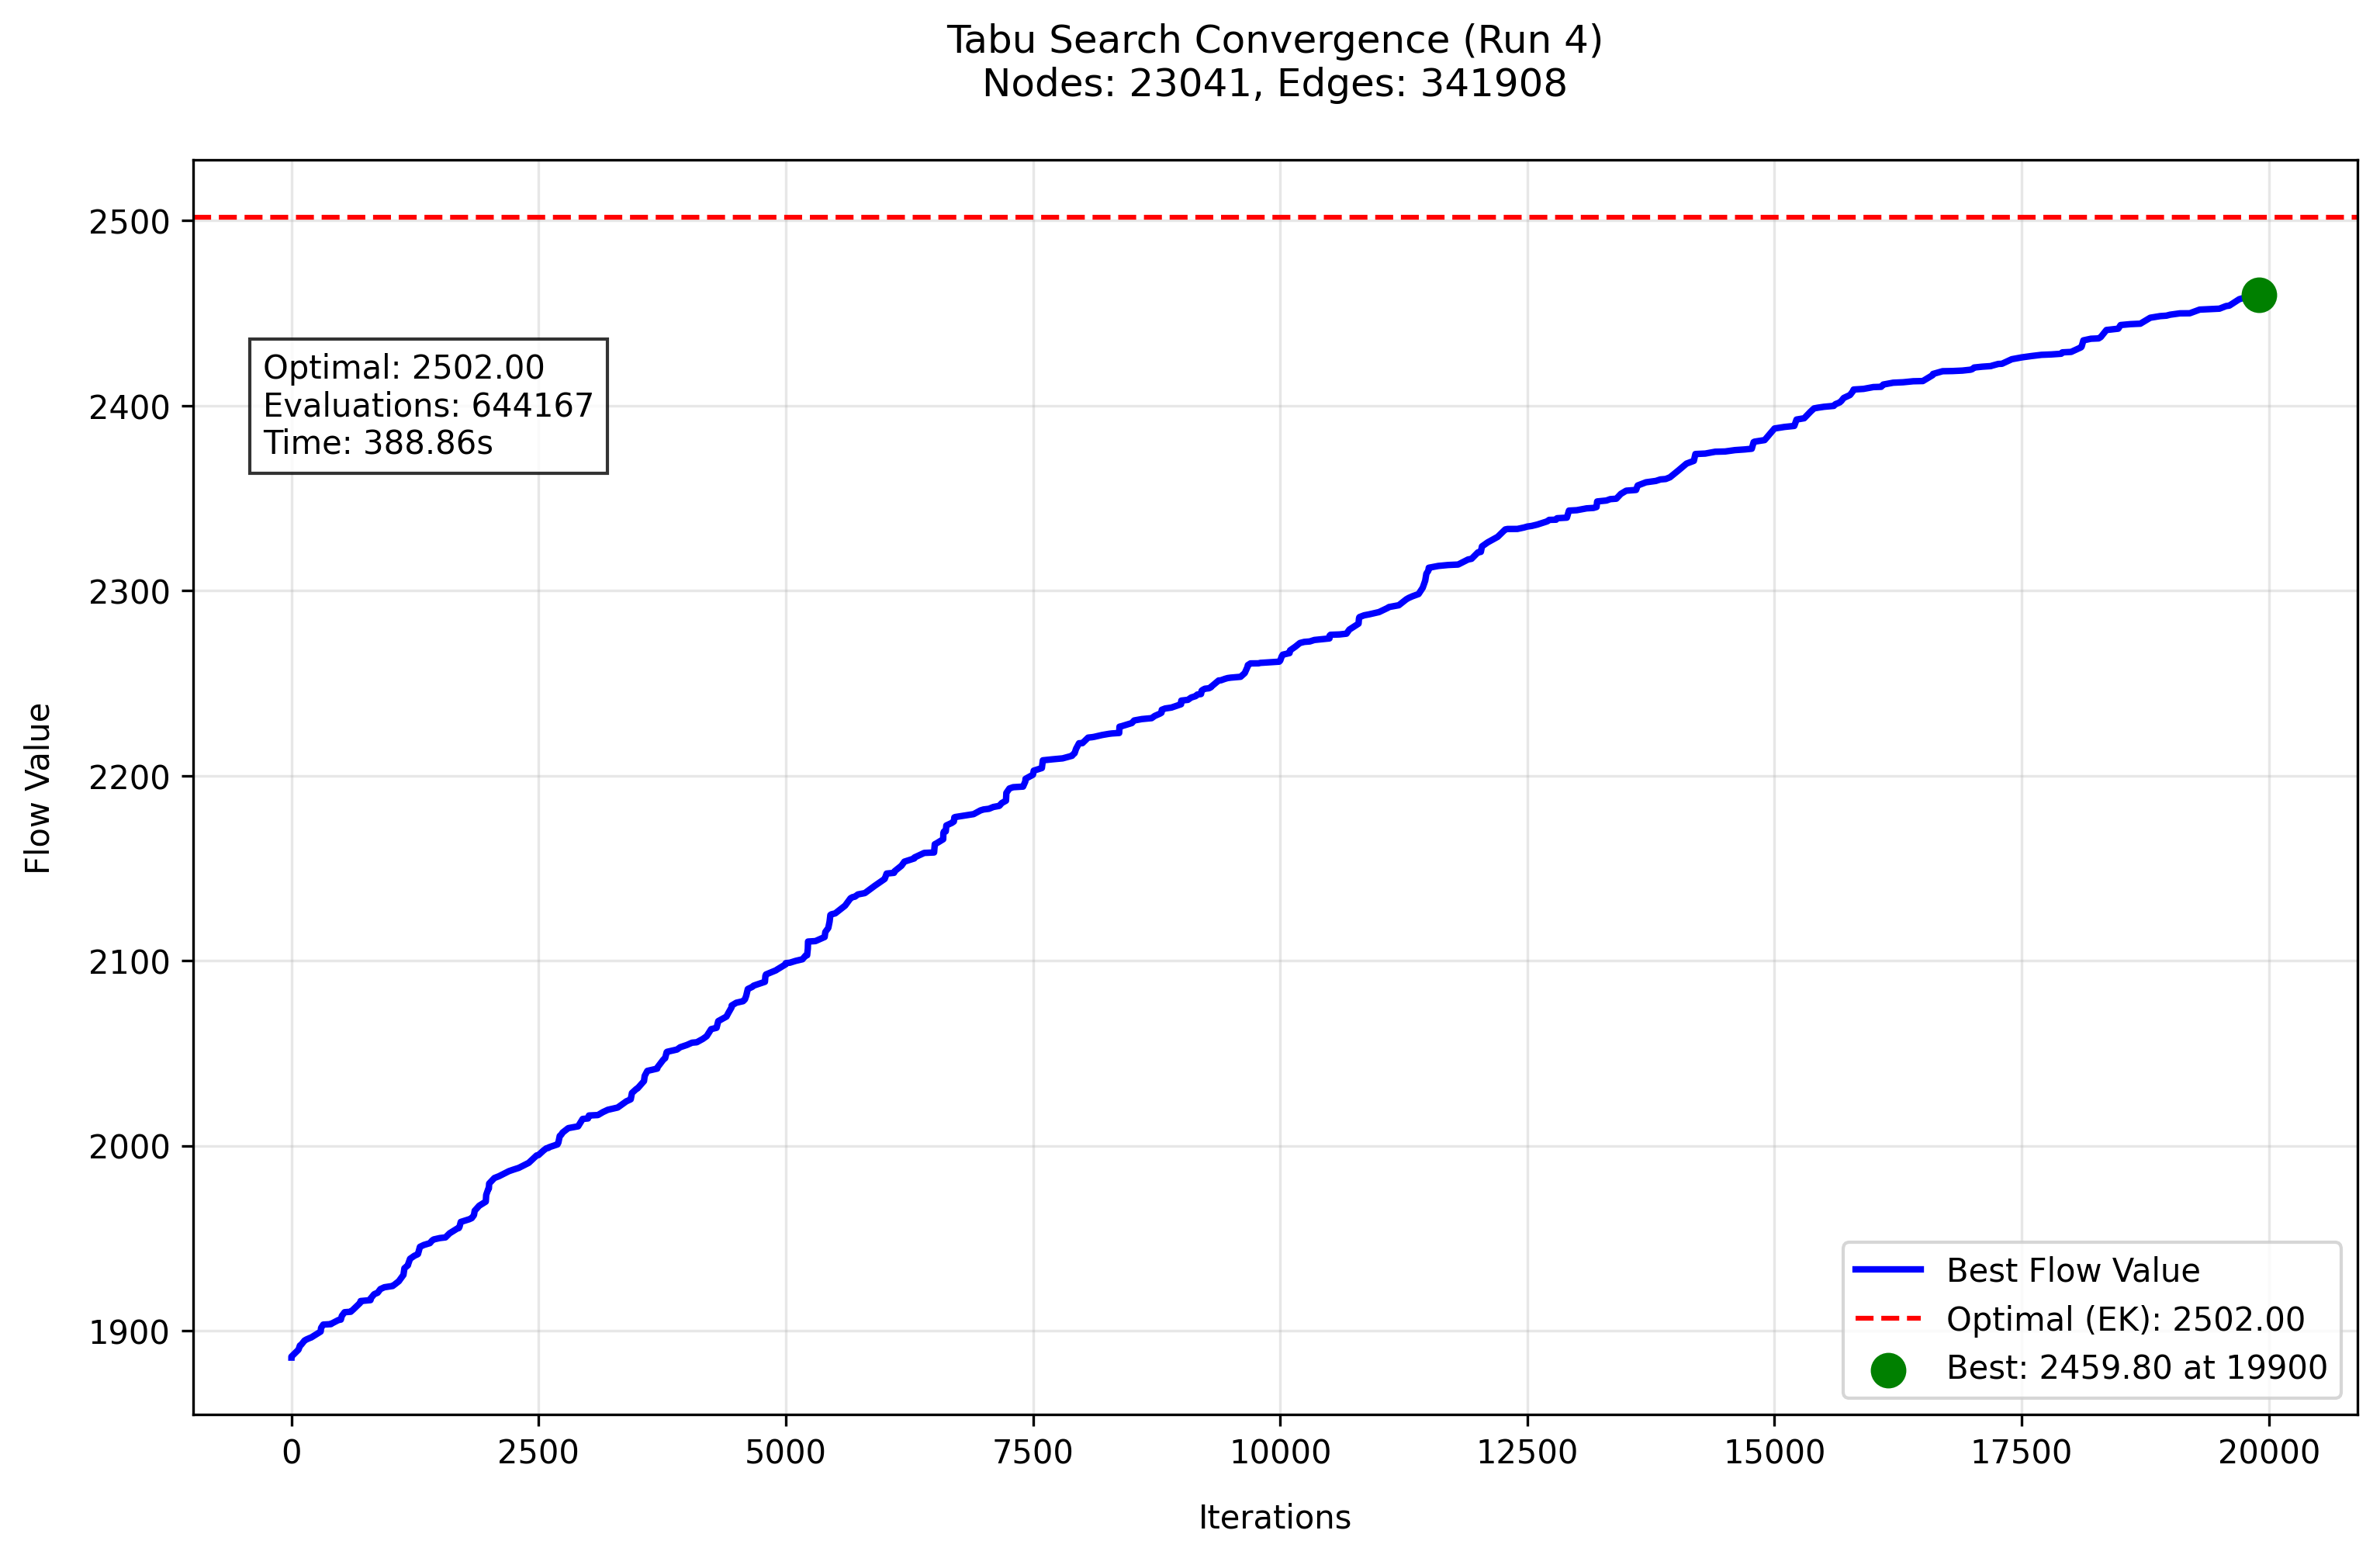 Tabu Search Convergence (Run 4)
Nodes: 23041, Edges: 341908
2500
2400
2300
2200
2100
2000
1900
Flow Value
Optimal: 2502.00
Evaluations: 644167
Time: 388.86s
Best Flow Value
Optimal (EK): 2502.00
Best: 2459.80 at 19900
0 2500 5000 7500 10000 12500 15000 17500 20000
Iterations